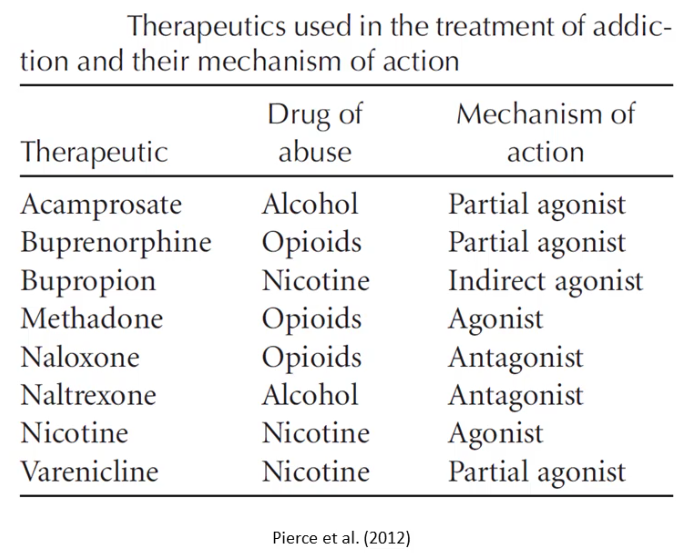 Therapeutics used in the treatment of addic-
tion and their mechanism of action
Drug of Mechanism of
Therapeutic abuse action
Acamprosate Alcohol Partial agonist
Buprenorphine Opioids Partial agonist
Bupropion Nicotine Indirect agonist
Methadone Opioids Agonist
Naloxone Opioids Antagonist
Naltrexone Alcohol Antagonist
Nicotine Nicotine Agonist
Varenicline Nicotine Partial agonist
Pierce et al. (2012)